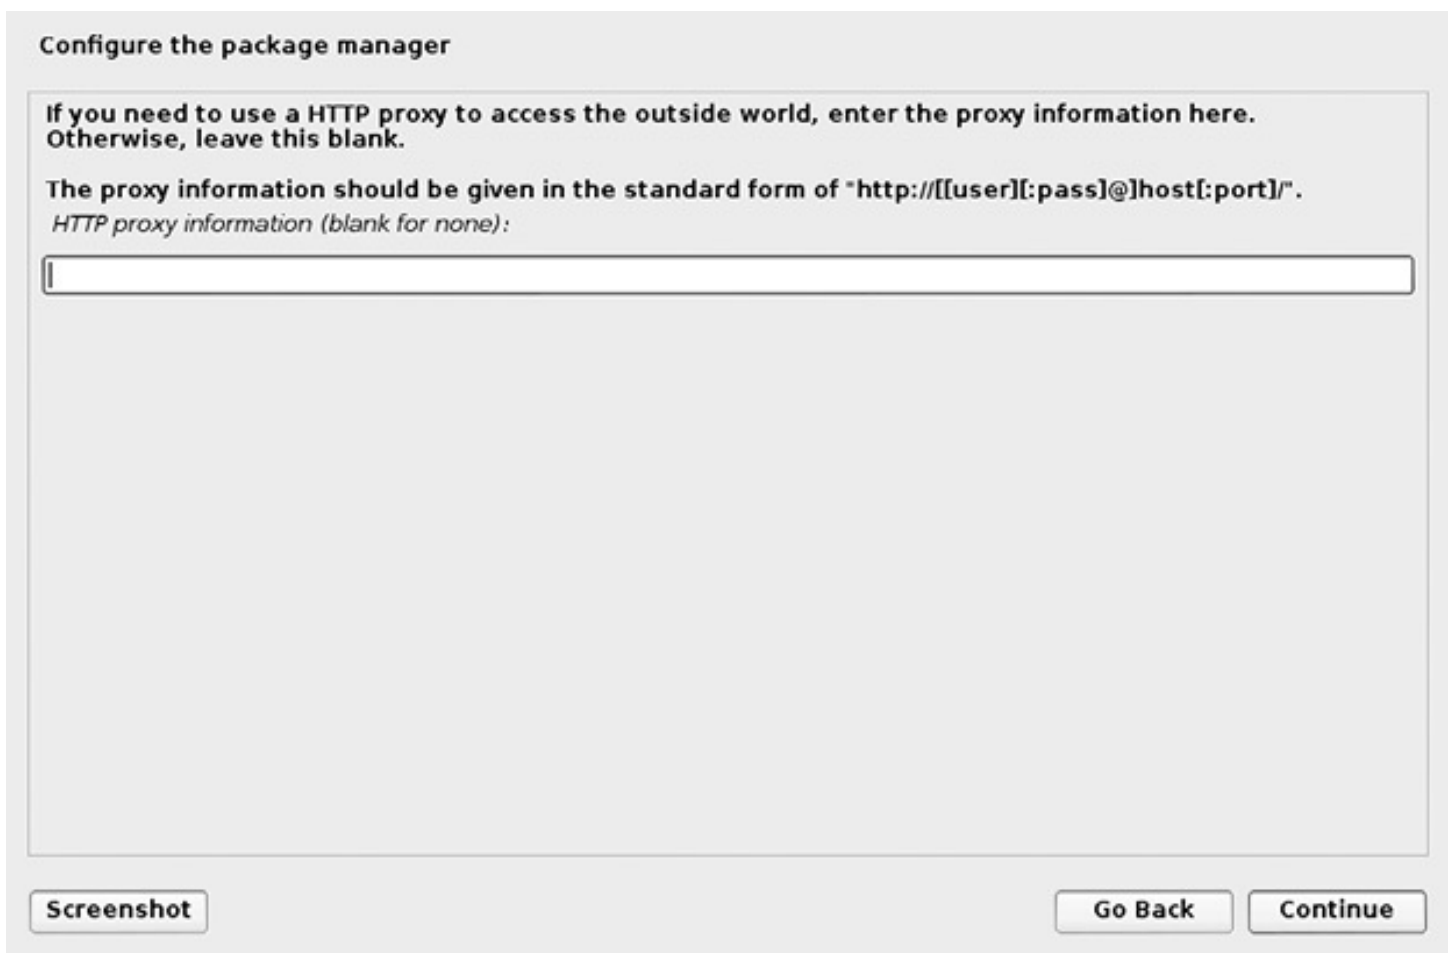 Configure the package manager
If you need to use a HTTP proxy to access the outside world, enter the proxy information here.
Otherwise, leave this blank.
The proxy information should be given in the standard form of "http://[[user][:pass]@]host[:port]/".
HTTP proxy information (blank for none):
Screenshot
Go Back
Continue